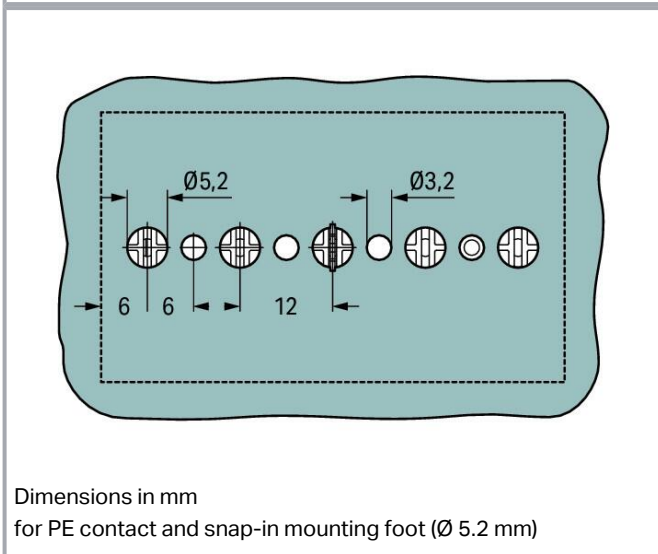 Ø5,2 Ø3,2
6 6 12
Dimensions in mm
for PE contact and snap-in mounting foot (Ø 5.2 mm)